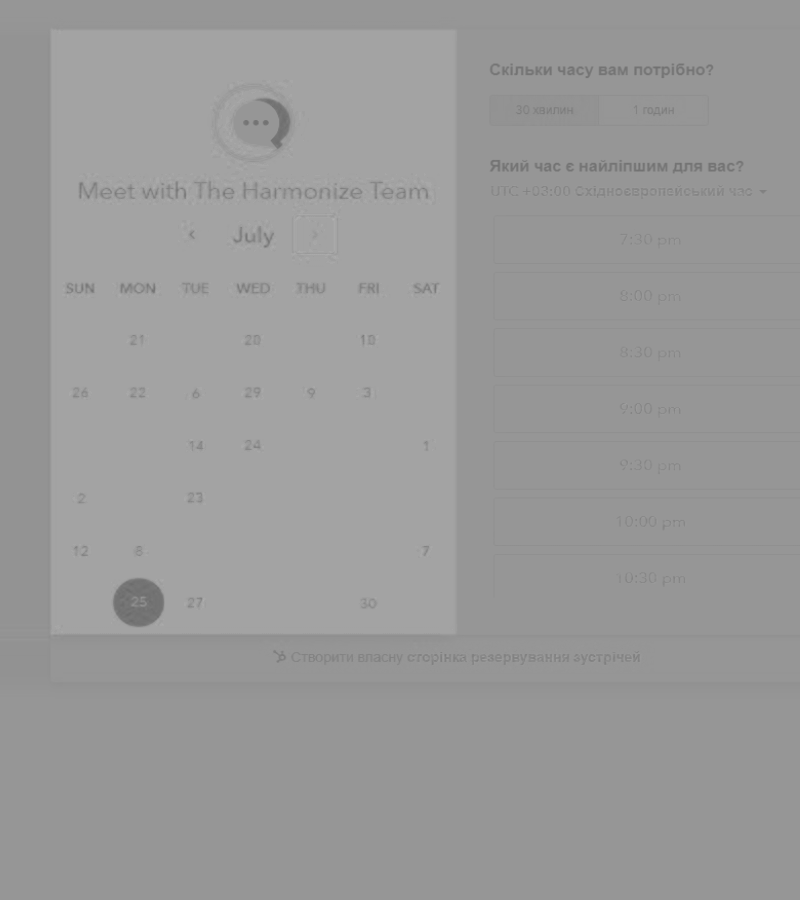 Meet with The Harmonize Team
July
SUN MON TUE WED THU FRI SAT
21 20 10
26 22 6 29 9 3
14 24 1
2 23
12 8 7
25 27 30
Скільки часу вам потрібно?
30 хвилин 1 годин
Який час є найліпшим для вас?
UTC +03:00 Східноєвропейський час
7:30 pm
8:00 pm
8:30 pm
9:00 pm
9:30 pm
10:00 pm
10:30 pm
Створити власну сторінка резервування зустрічей